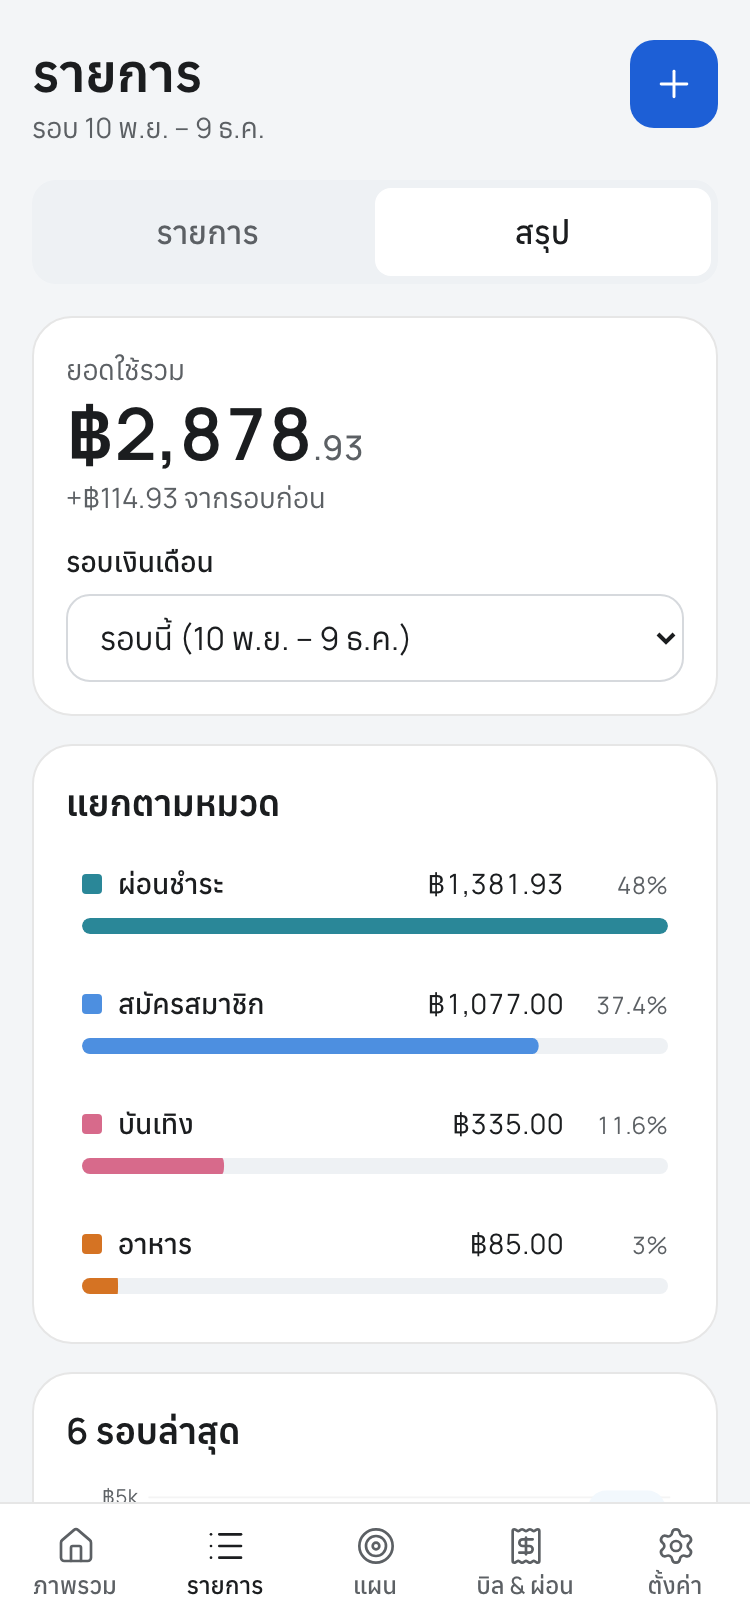 รายการ
รอบ 10 พ.ย. – 9 ธ.ค.
รายการ
สรุป
ยอดใช้รวม
฿2,878.93
+฿114.93 จากรอบก่อน
รอบเงินเดือน
รอบนี้ (10 พ.ย. – 9 ธ.ค.)
แยกตามหมวด
ผ่อนชำระ ฿1,381.93 48%
สมัครสมาชิก ฿1,077.00 37.4%
บันเทิง ฿335.00 11.6%
อาหาร ฿85.00 3%
6 รอบล่าสุด
฿5k
ภาพรวม รายการ แผน บิล & ผ่อน ตั้งค่า